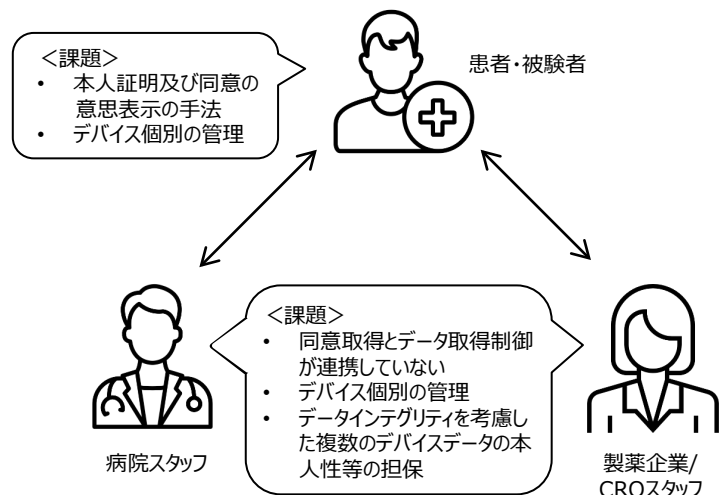 <課題>
• 本人証明及び同意の
意思表示の手法
• デバイス個別の管理
患者・被験者
<課題>
• 同意取得とデータ取得制御
が連携していない
• デバイス個別の管理
• データインテグリティを考慮し
た複数のデバイスデータの本
人性等の担保
病院スタッフ
製薬企業/
CROスタッフ